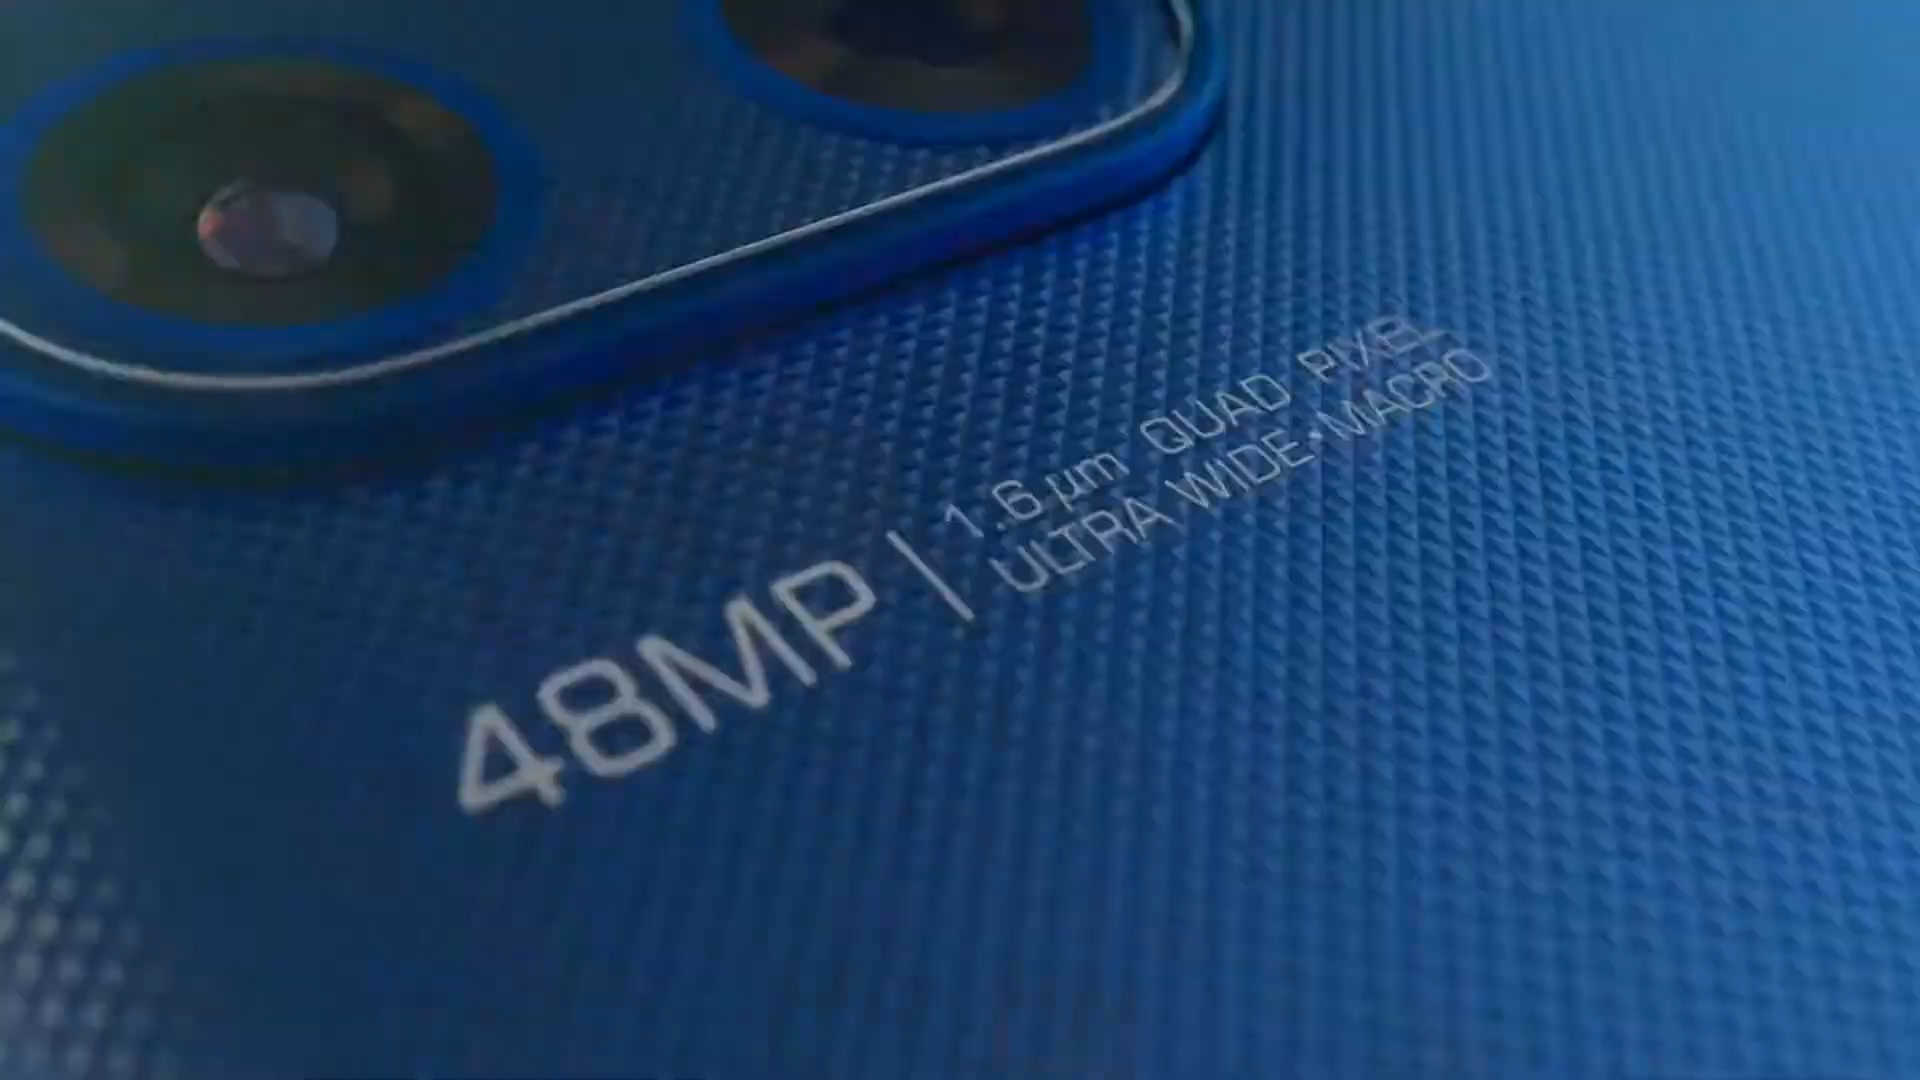 48MP | 1.6 µm QUAD PIXEL
ULTRA WIDE•MACRO